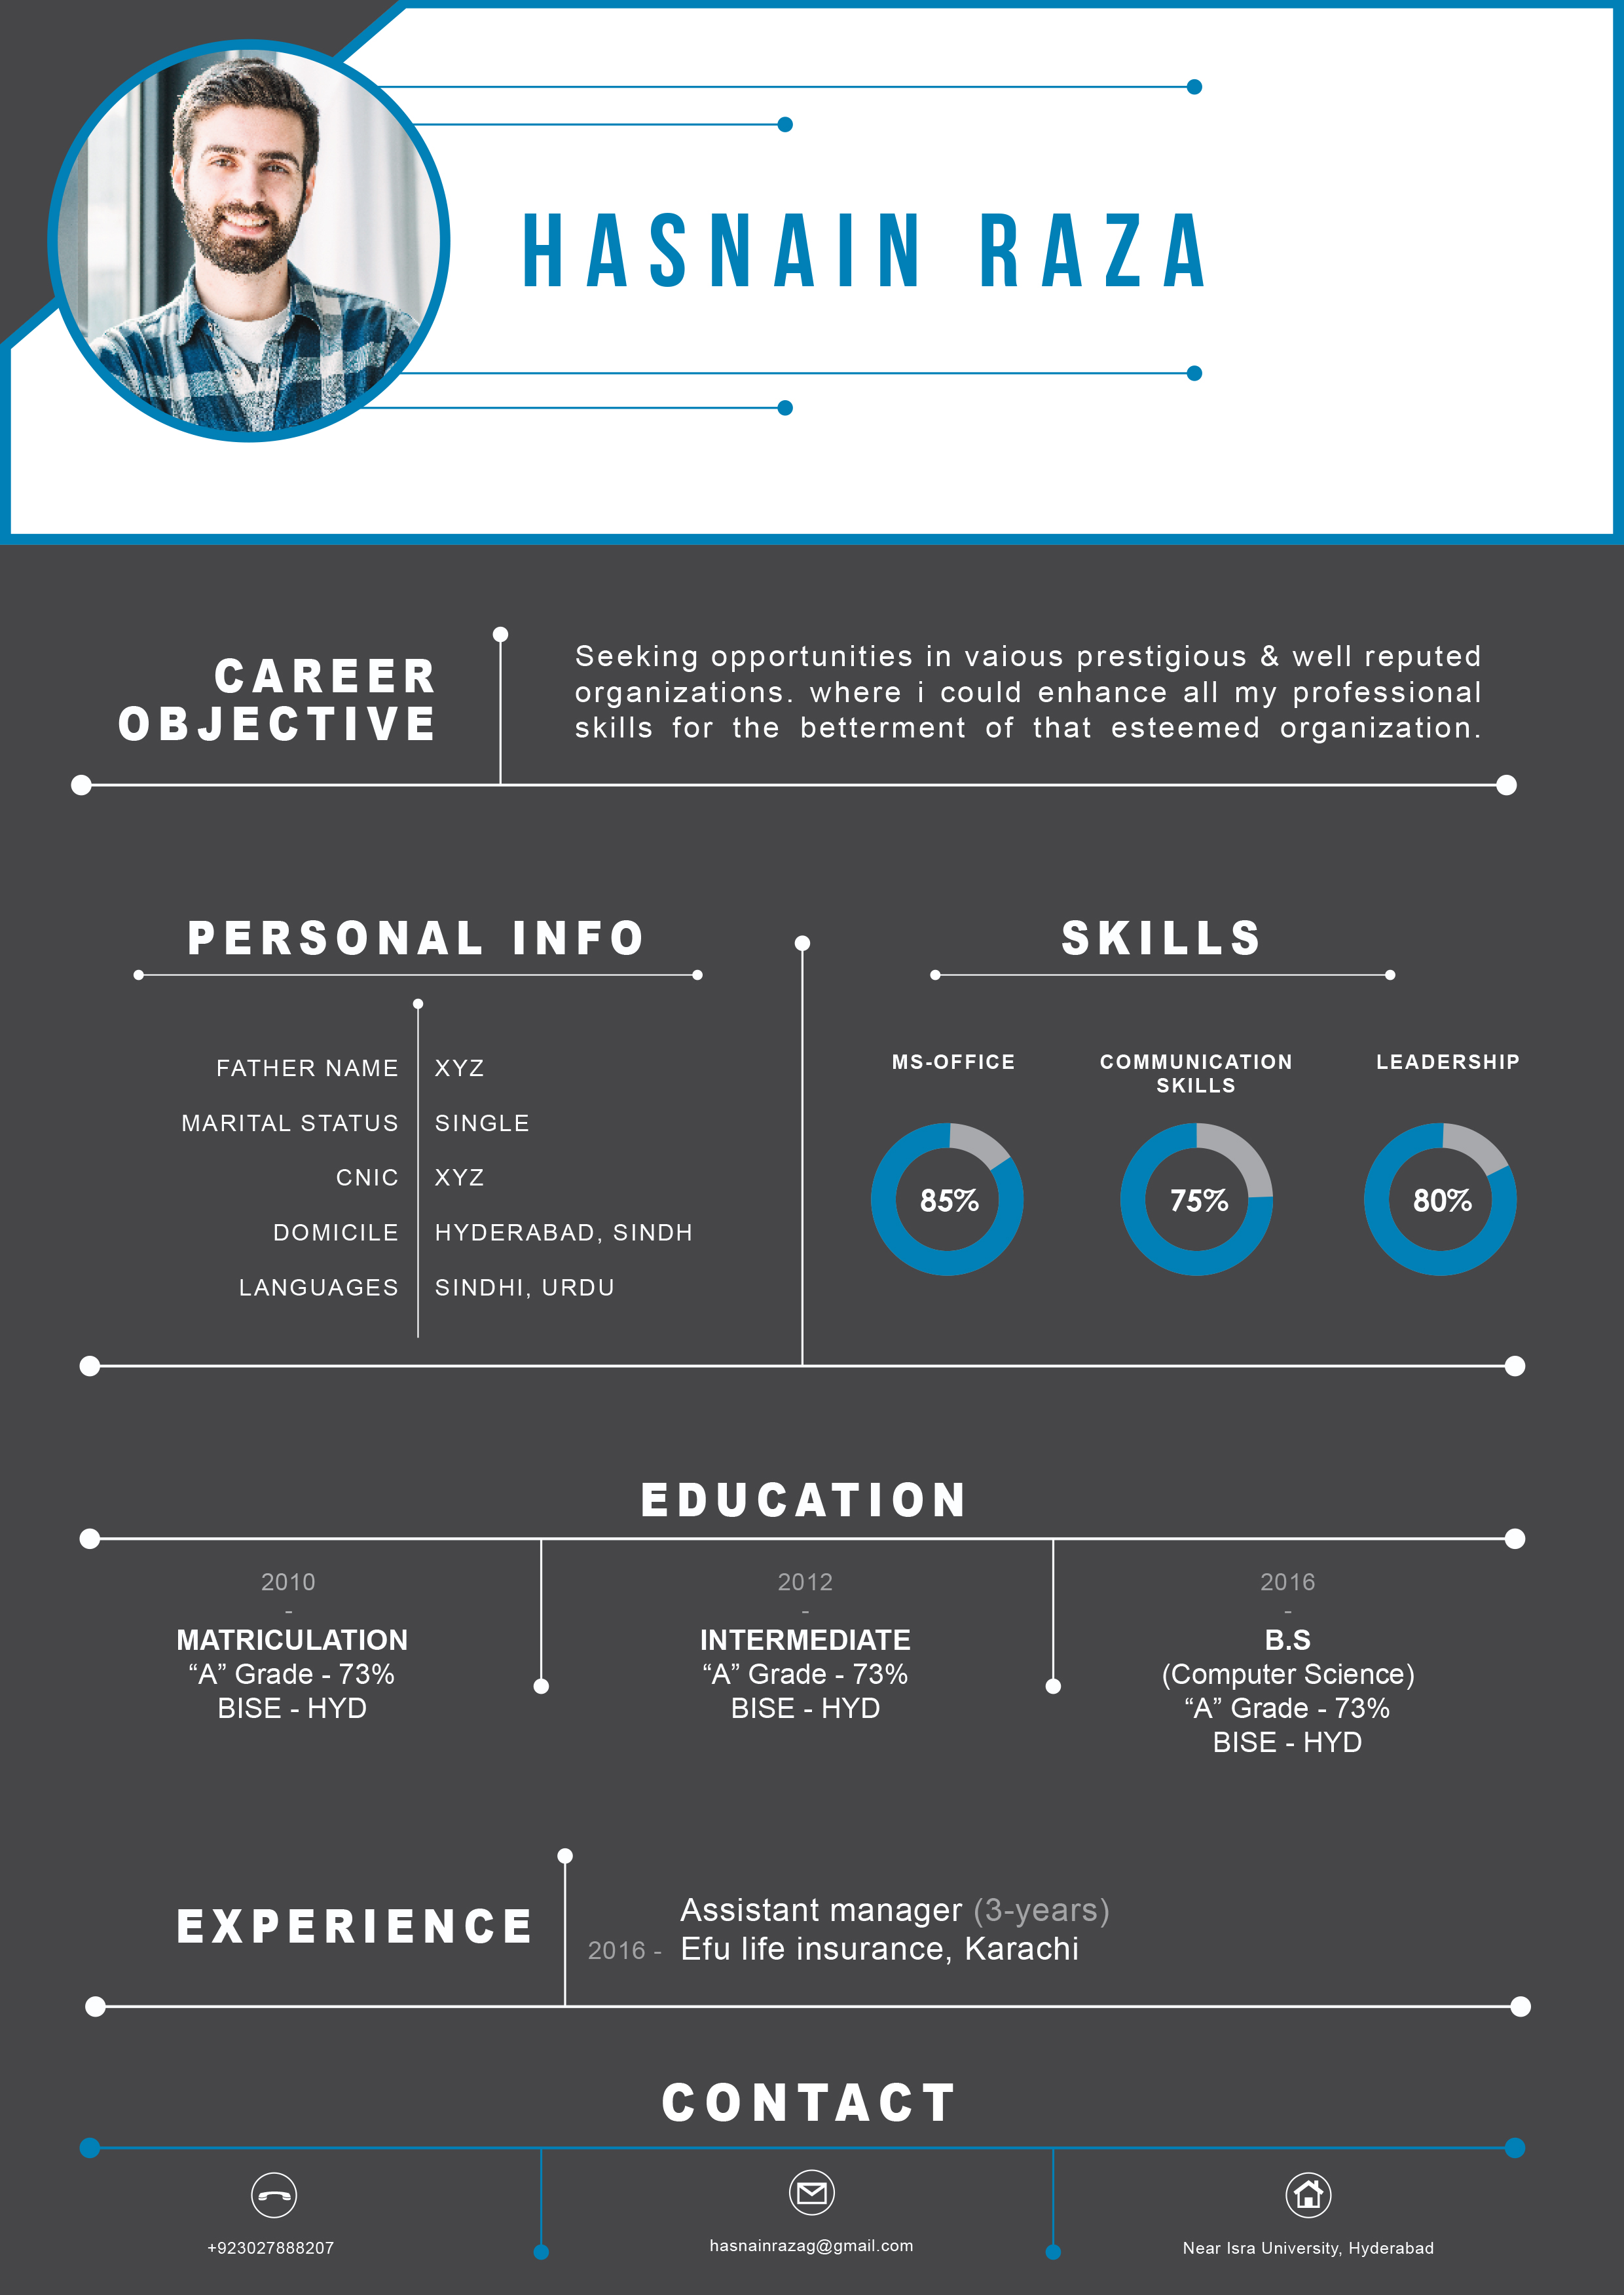 HASNAIN RAZA
CAREER
OBJECTIVE
Seeking opportunities in vaious prestigious & well reputed
organizations. where i could enhance all my professional
skills for the betterment of that esteemed organization.
PERSONAL INFO
FATHER NAME XYZ
MARITAL STATUS SINGLE
CNIC XYZ
DOMICILE HYDERABAD, SINDH
LANGUAGES SINDHI, URDU
SKILLS
MS-OFFICE
85%
COMMUNICATION
SKILLS
75%
LEADERSHIP
80%
EDUCATION
2010
-
MATRICULATION
“A” Grade - 73%
BISE - HYD
2012
-
INTERMEDIATE
“A” Grade - 73%
BISE - HYD
2016
-
B.S
(Computer Science)
“A” Grade - 73%
BISE - HYD
EXPERIENCE
Assistant manager (3-years)
2016 - Efu life insurance, Karachi
CONTACT
+923027888207
hasnainrazag@gmail.com
Near Isra University, Hyderabad